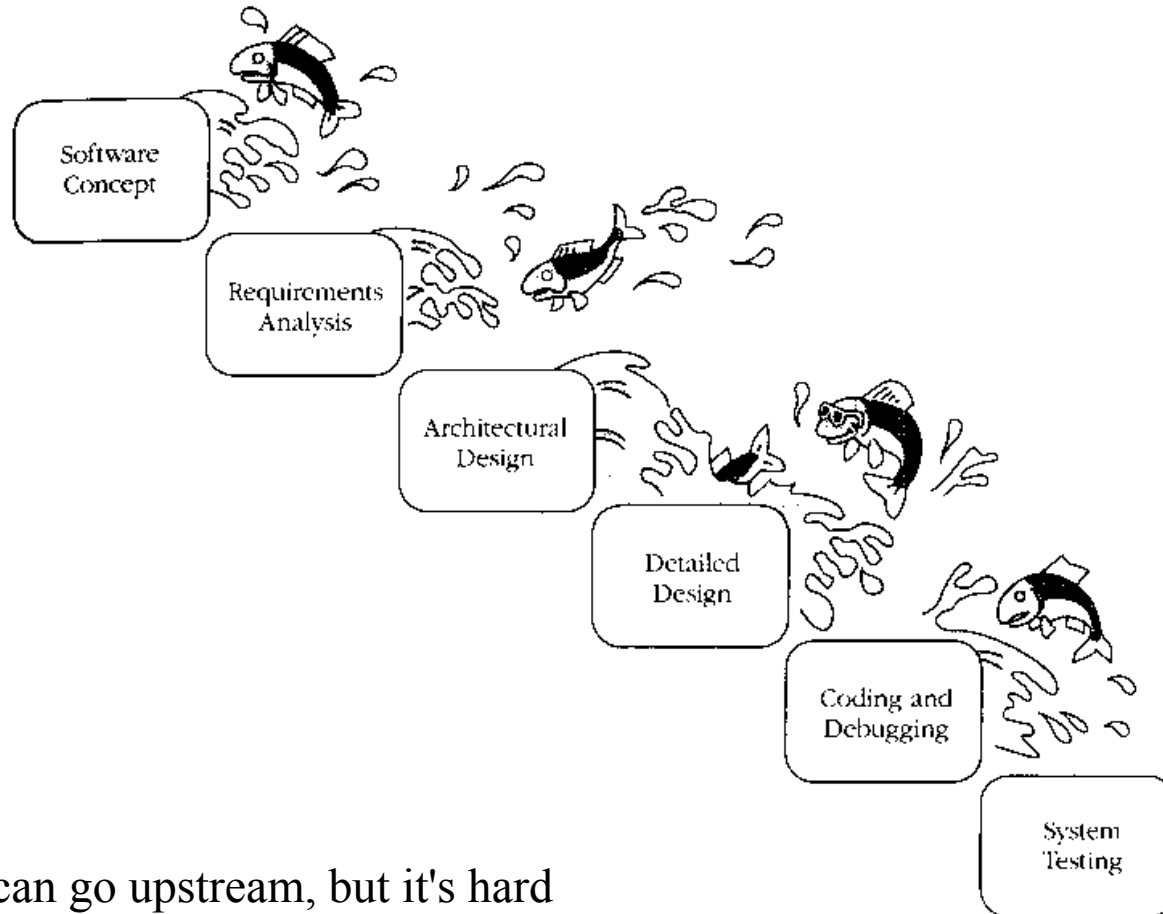 Software
Concept
Requirements
Analysis
Architectural
Design
Detailed
Design
Coding and
Debugging
System
Testing
can go upstream, but it's hard